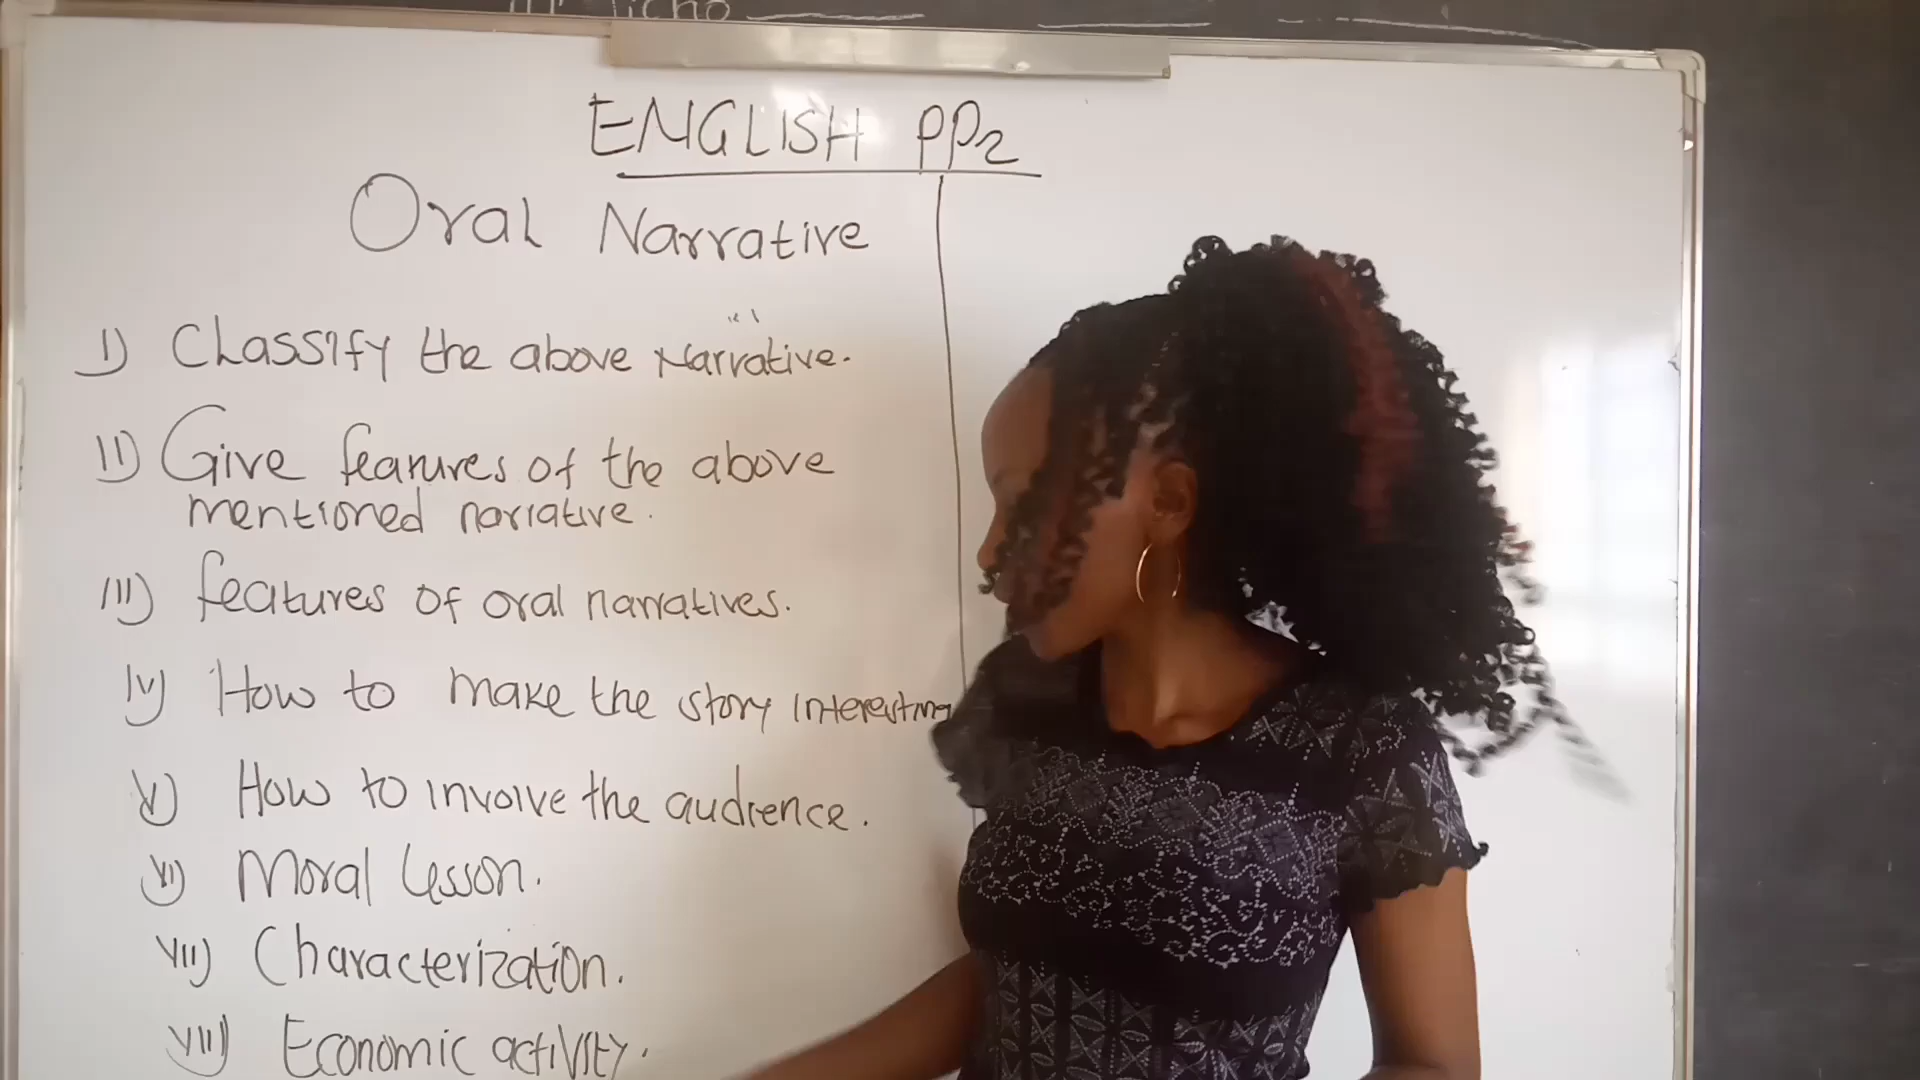 ENGLISH PP2
Oral Narrative
I) Classify the above Narrative.
II) Give features of the above
mentioned narrative.
III) features of oral narratives.
IV) How to make the story interesting
V) How to involve the audience.
VI) Moral Lesson.
VII) Characterization.
VIII) Economic activity.